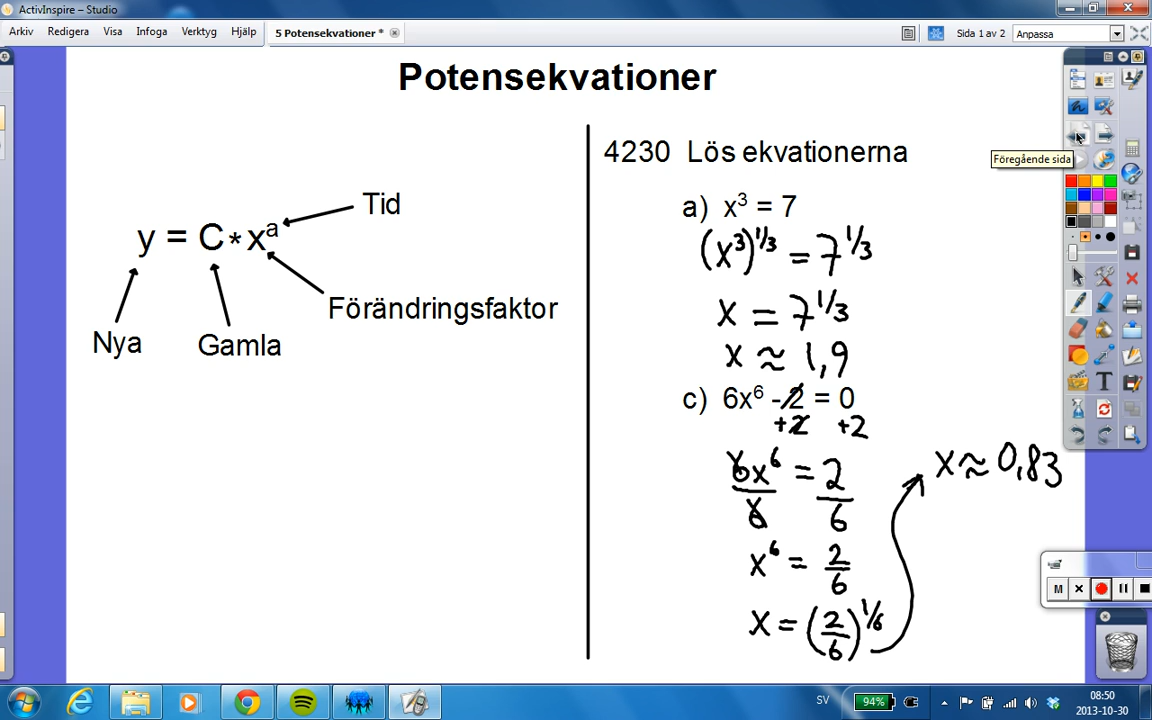 ActivInspire – Studio
Arkiv Redigera Visa Infoga Verktyg Hjälp 5 Potensekvationer * Sida 1 av 2 Anpassa
Potensekvationer
y = C * xᵃ
Tid
Förändringsfaktor
Nya
Gamla
4230 Lös ekvationerna
a) x³ = 7
(x³)^1/3 = 7^1/3
x = 7^1/3
x ≈ 1,9
c) 6x⁶ -2 = 0
+2 +2
6x⁶/6 = 2/6
x⁶ = 2/6
x = (2/6)^1/6
x ≈ 0,83
Föregående sida
T
M
SV 94% 08:50
2013-10-30